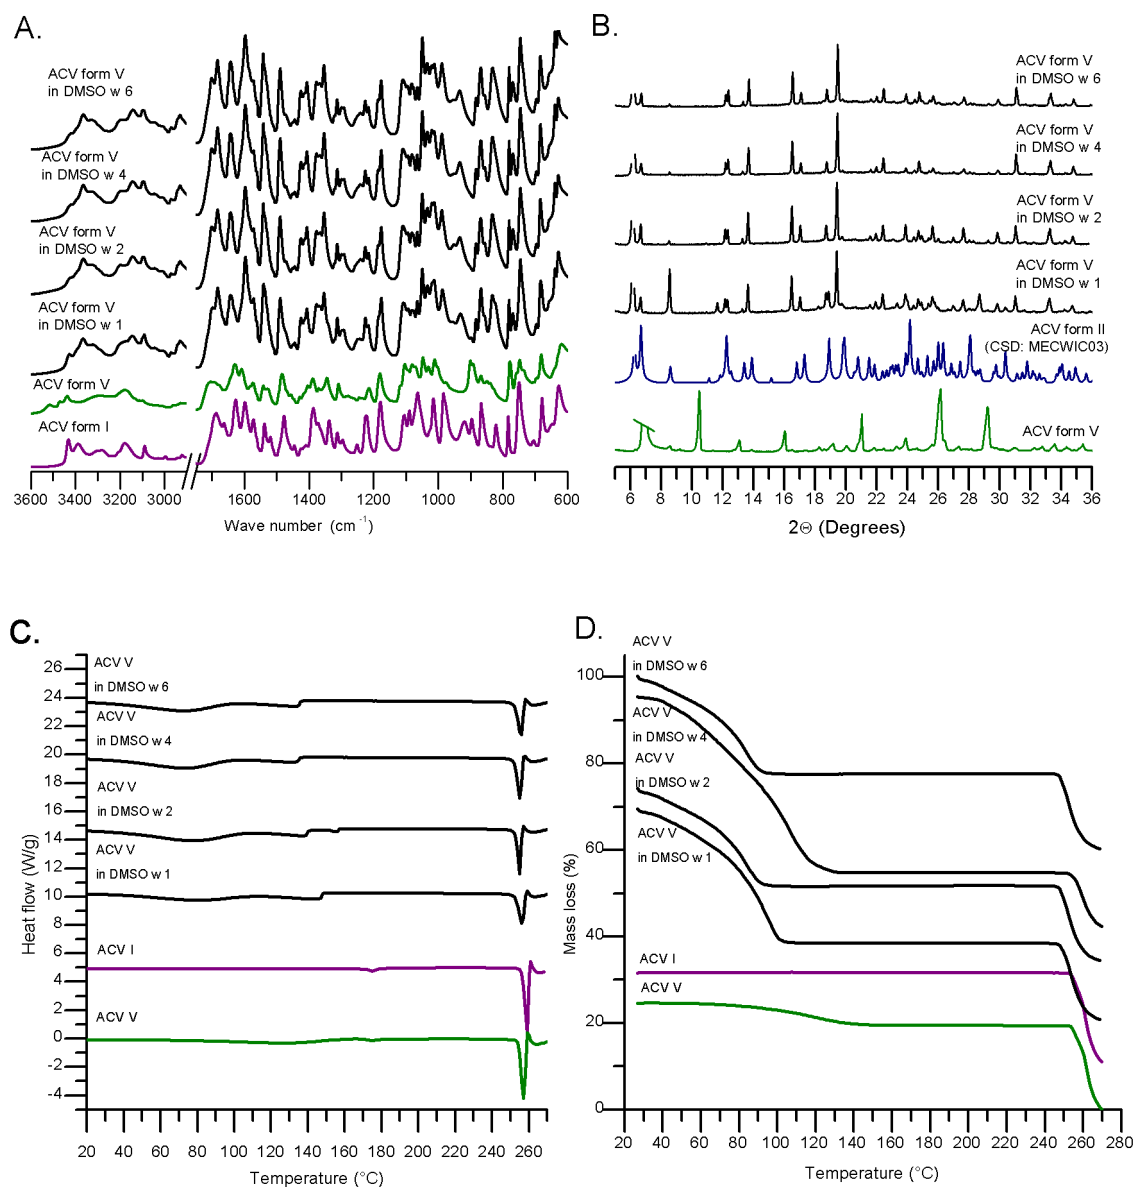 A.
ACV form V
in DMSO w 6
ACV form V
in DMSO w 4
ACV form V
in DMSO w 2
ACV form V
in DMSO w 1
ACV form V
ACV form I
3600 3400 3200 3000 1600 1400 1200 1000 800 600
Wave number (cm⁻¹)
B.
ACV form V
in DMSO w 6
ACV form V
in DMSO w 4
ACV form V
in DMSO w 2
ACV form V
in DMSO w 1
ACV form II
(CSD: MECWIC03)
ACV form V
6 8 10 12 14 16 18 20 22 24 26 28 30 32 34 36
2Θ (Degrees)
C.
ACV V
in DMSO w 6
ACV V
in DMSO w 4
ACV V
in DMSO w 2
ACV V
in DMSO w 1
ACV I
ACV V
26
24
22
20
18
16
14
12
10
8
6
4
2
0
-2
-4
Heat flow (W/g)
20 40 60 80 100 120 140 160 180 200 220 240 260
Temperature (°C)
D.
ACV V
in DMSO w 6
ACV V
in DMSO w 4
ACV V
in DMSO w 2
ACV V
in DMSO w 1
ACV I
ACV V
100
80
60
40
20
0
Mass loss (%)
20 40 60 80 100 120 140 160 180 200 220 240 260 280
Temperature (°C)